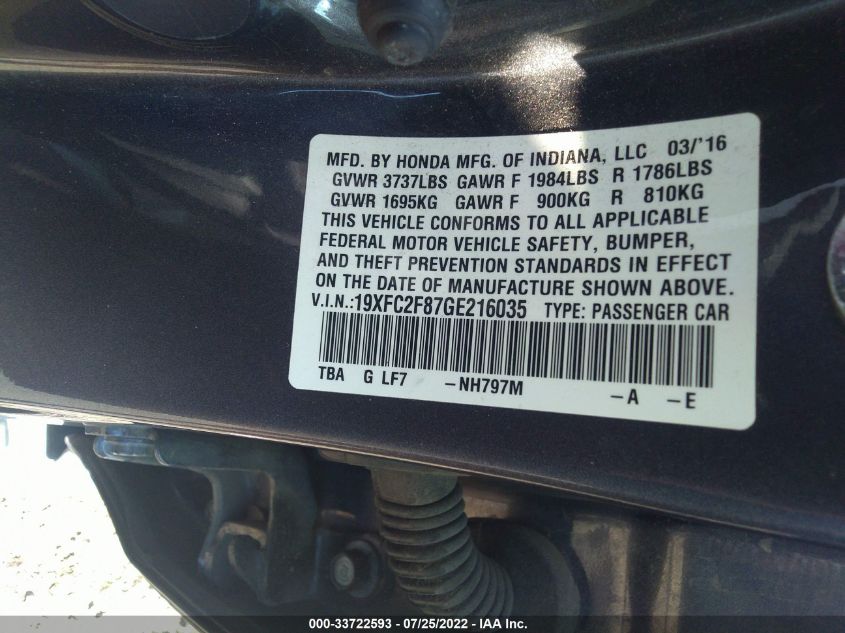 MFD. BY HONDA MFG. OF INDIANA, LLC 03/'16
GVWR 3737LBS GAWR F 1984LBS R 1786LBS
GVWR 1695KG GAWR F 900KG R 810KG
THIS VEHICLE CONFORMS TO ALL APPLICABLE
FEDERAL MOTOR VEHICLE SAFETY, BUMPER,
AND THEFT PREVENTION STANDARDS IN EFFECT
ON THE DATE OF MANUFACTURE SHOWN ABOVE.
V.I.N.:19XFC2F87GE216035 TYPE: PASSENGER CAR
TBA G LF7 -NH797M -A -E
000-33722593 / 07/25/2022 - IAA Inc.